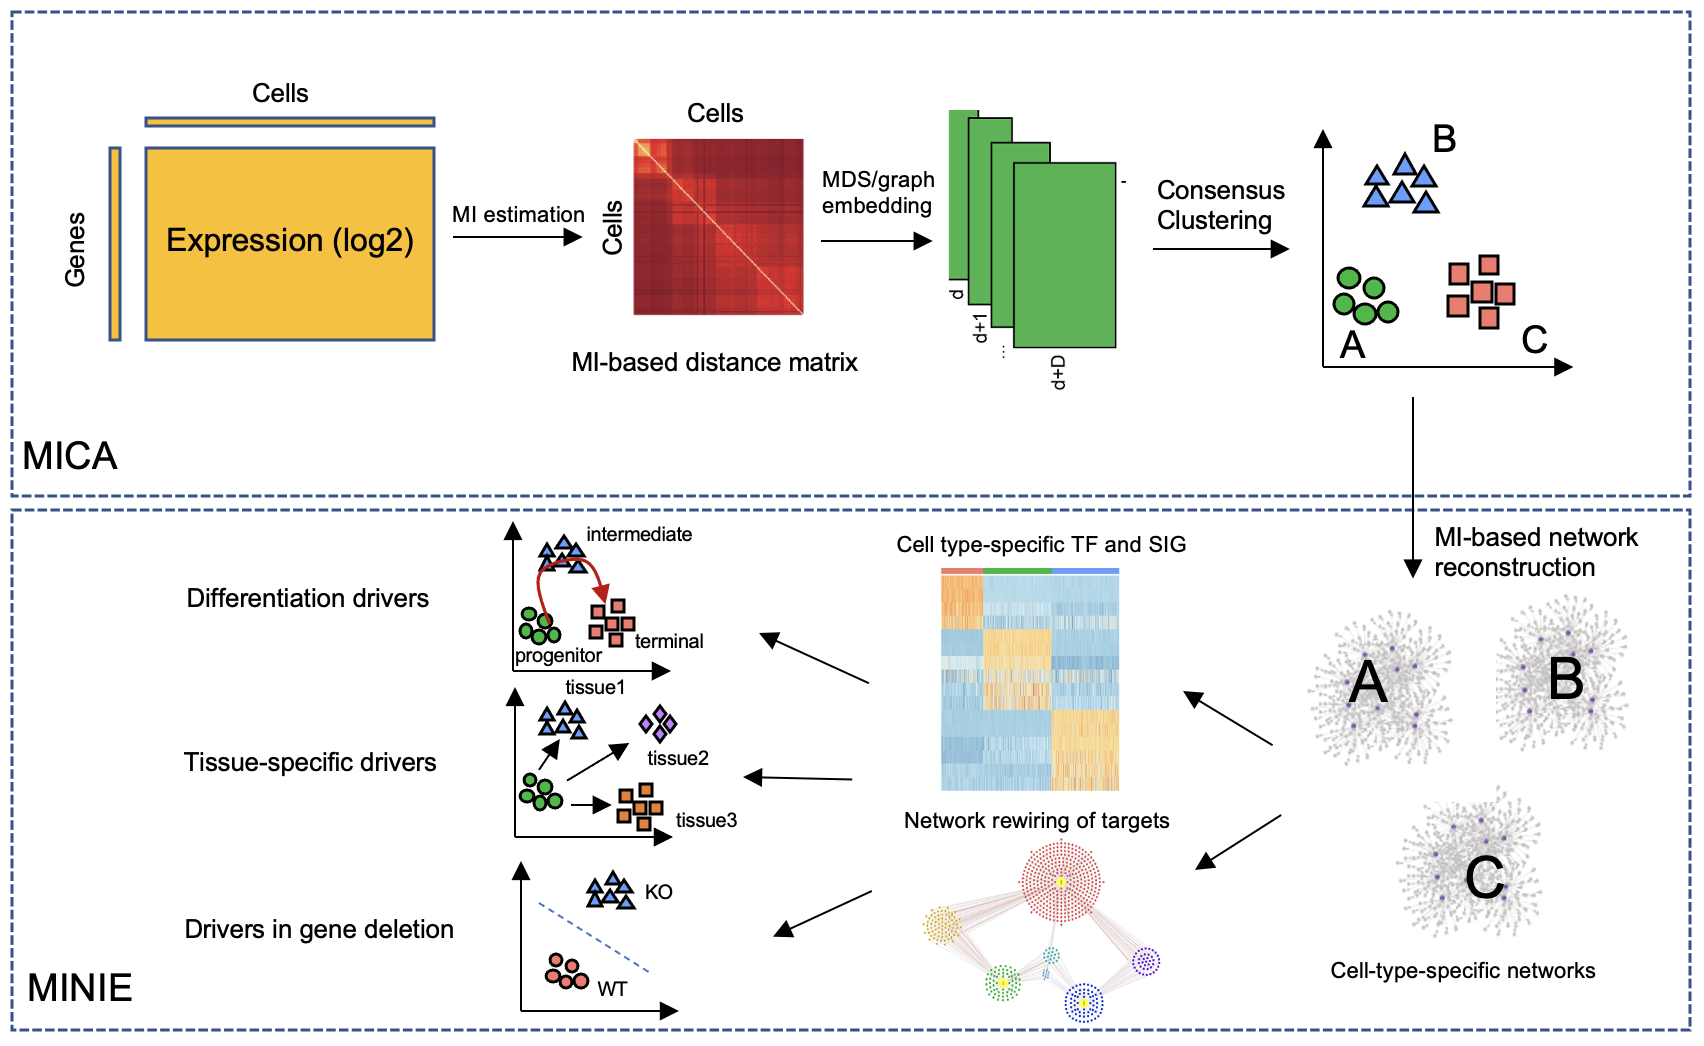 Cells
Genes
Expression (log2)
MI estimation
Cells
Cells
MI-based distance matrix
MDS/graph
embedding
d
d+1
...
d+D
-
Consensus
Clustering
B
A
C
MICA
MI-based network
reconstruction
A
B
C
Cell-type-specific networks
Cell type-specific TF and SIG
Network rewiring of targets
Differentiation drivers
intermediate
progenitor
terminal
Tissue-specific drivers
tissue1
tissue2
tissue3
Drivers in gene deletion
KO
WT
MINIE